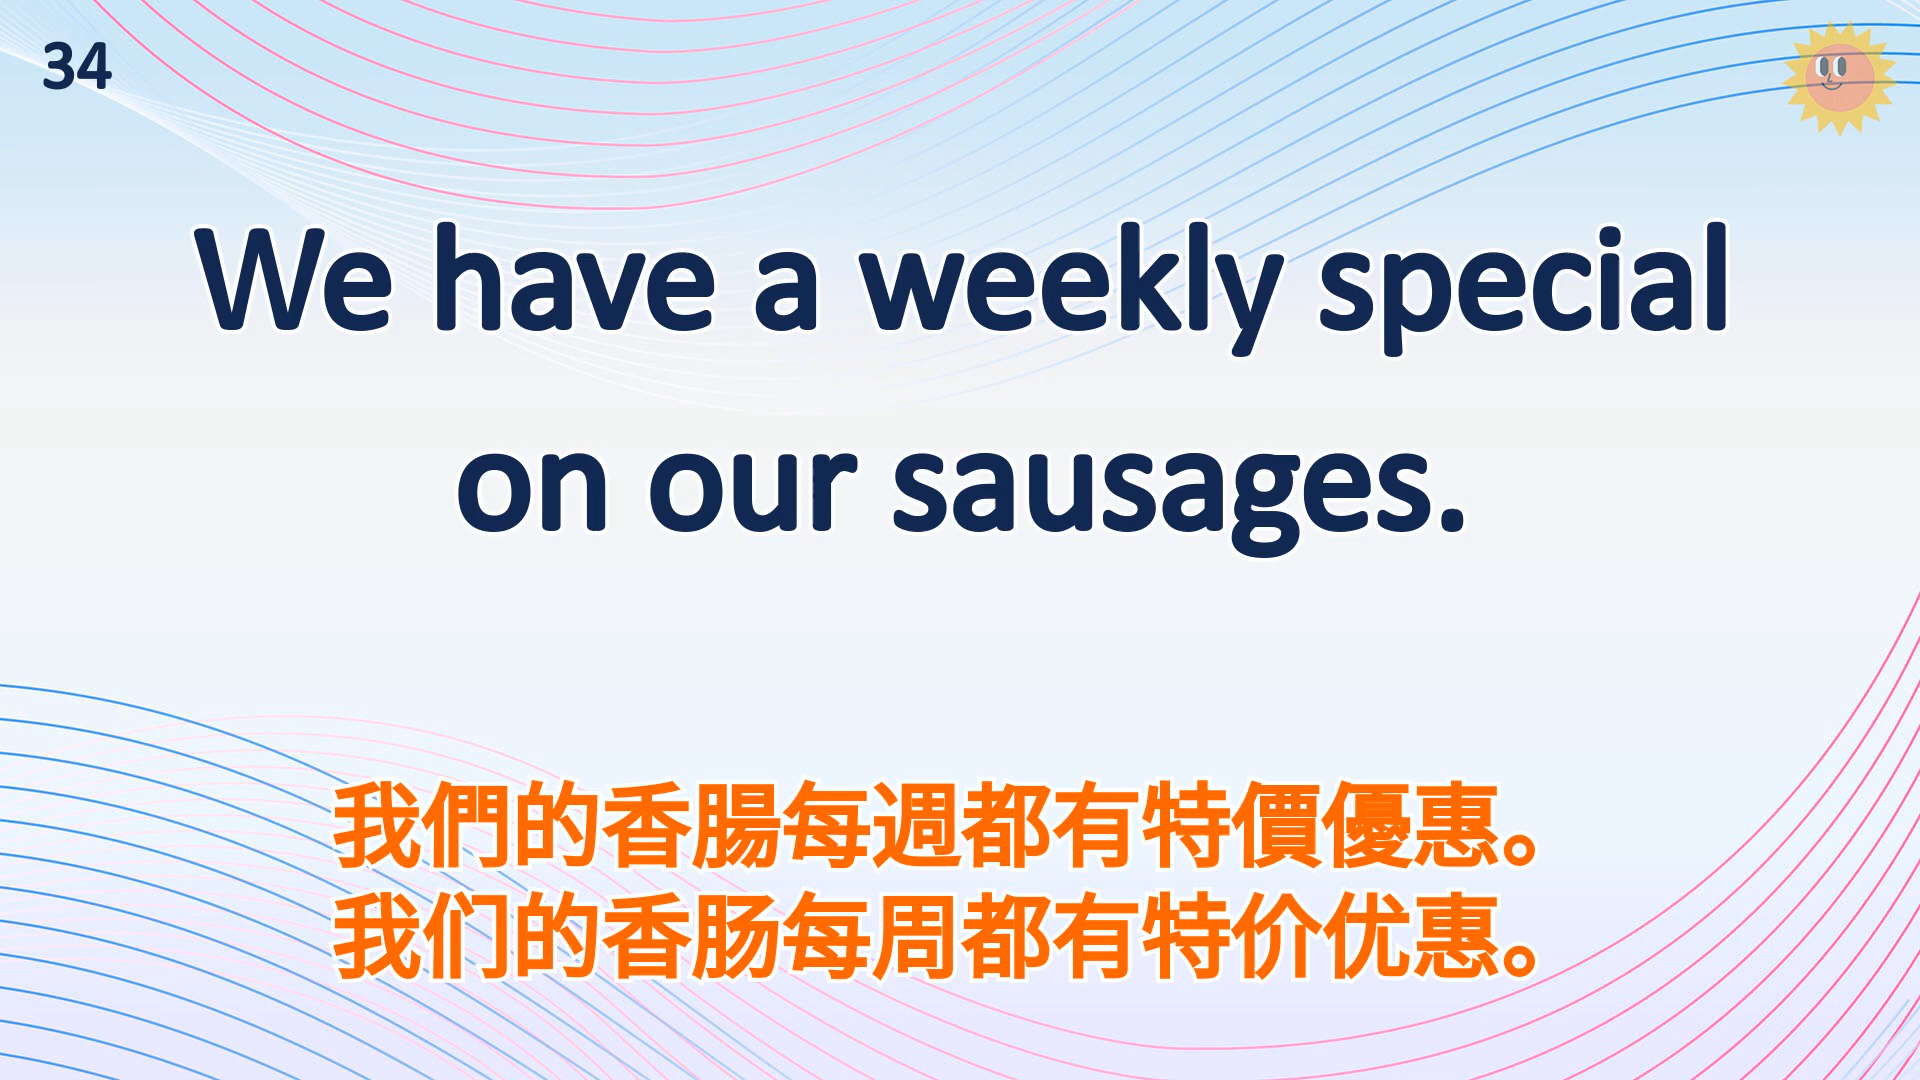 34
We have a weekly special
on our sausages.
我們的香腸每週都有特價優惠。
我们的香肠每周都有特价优惠。